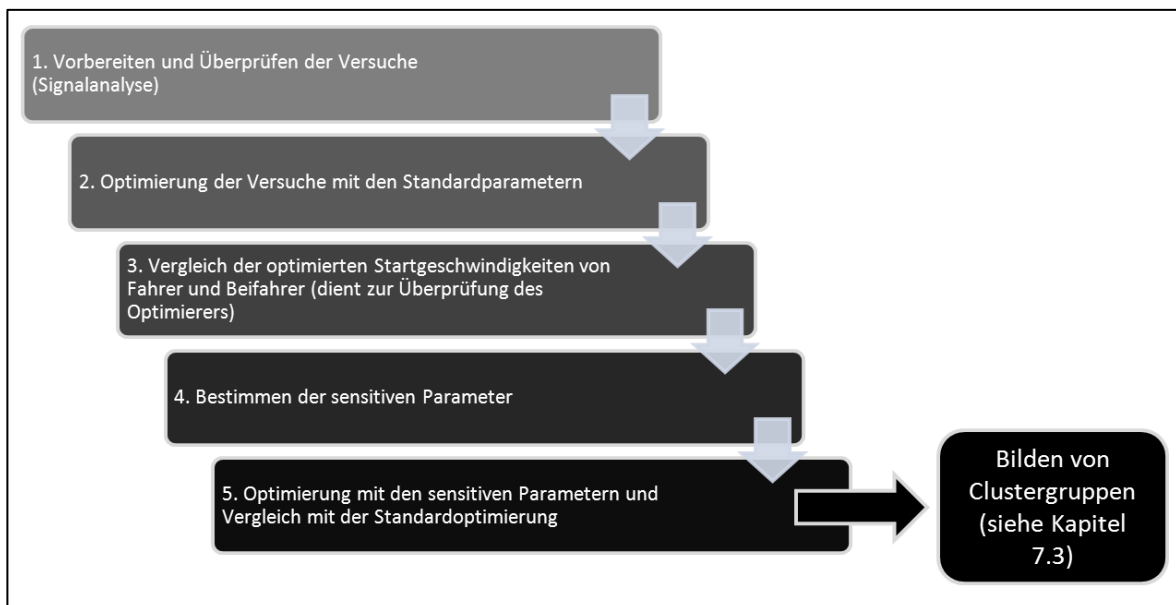 1. Vorbereiten und Überprüfen der Versuche
(Signalanalyse)
2. Optimierung der Versuche mit den Standardparametern
3. Vergleich der optimierten Startgeschwindigkeiten von
Fahrer und Beifahrer (dient zur Überprüfung des
Optimierers)
4. Bestimmen der sensitiven Parameter
5. Optimierung mit den sensitiven Parametern und
Vergleich mit der Standardoptimierung
Bilden von
Clustergruppen
(siehe Kapitel
7.3)